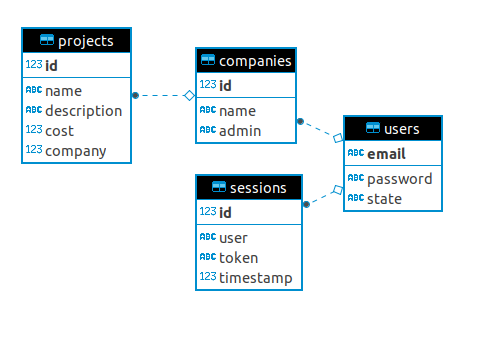 projects
123 id
ABC name
ABC description
123 cost
123 company
companies
123 id
ABC name
ABC admin
users
ABC email
ABC password
ABC state
sessions
123 id
ABC user
ABC token
123 timestamp